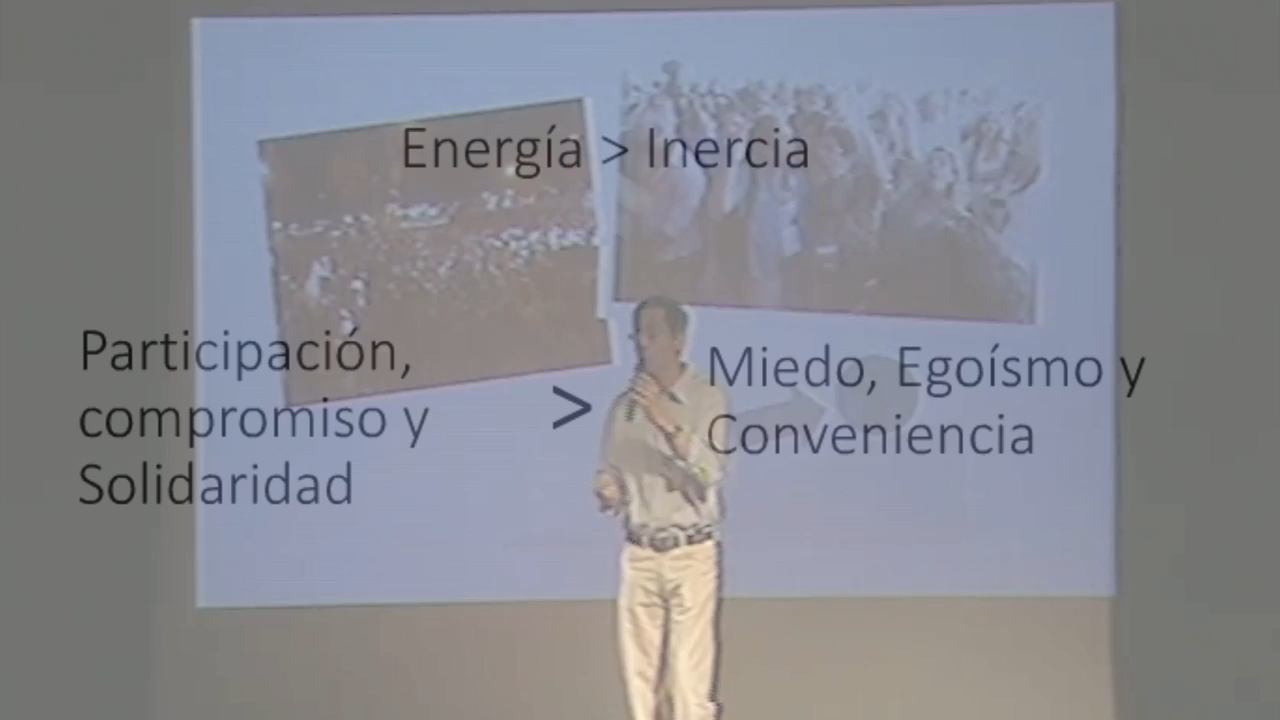 Energía > Inercia
Participación,
compromiso y
Solidaridad
>
Miedo, Egoísmo y
Conveniencia